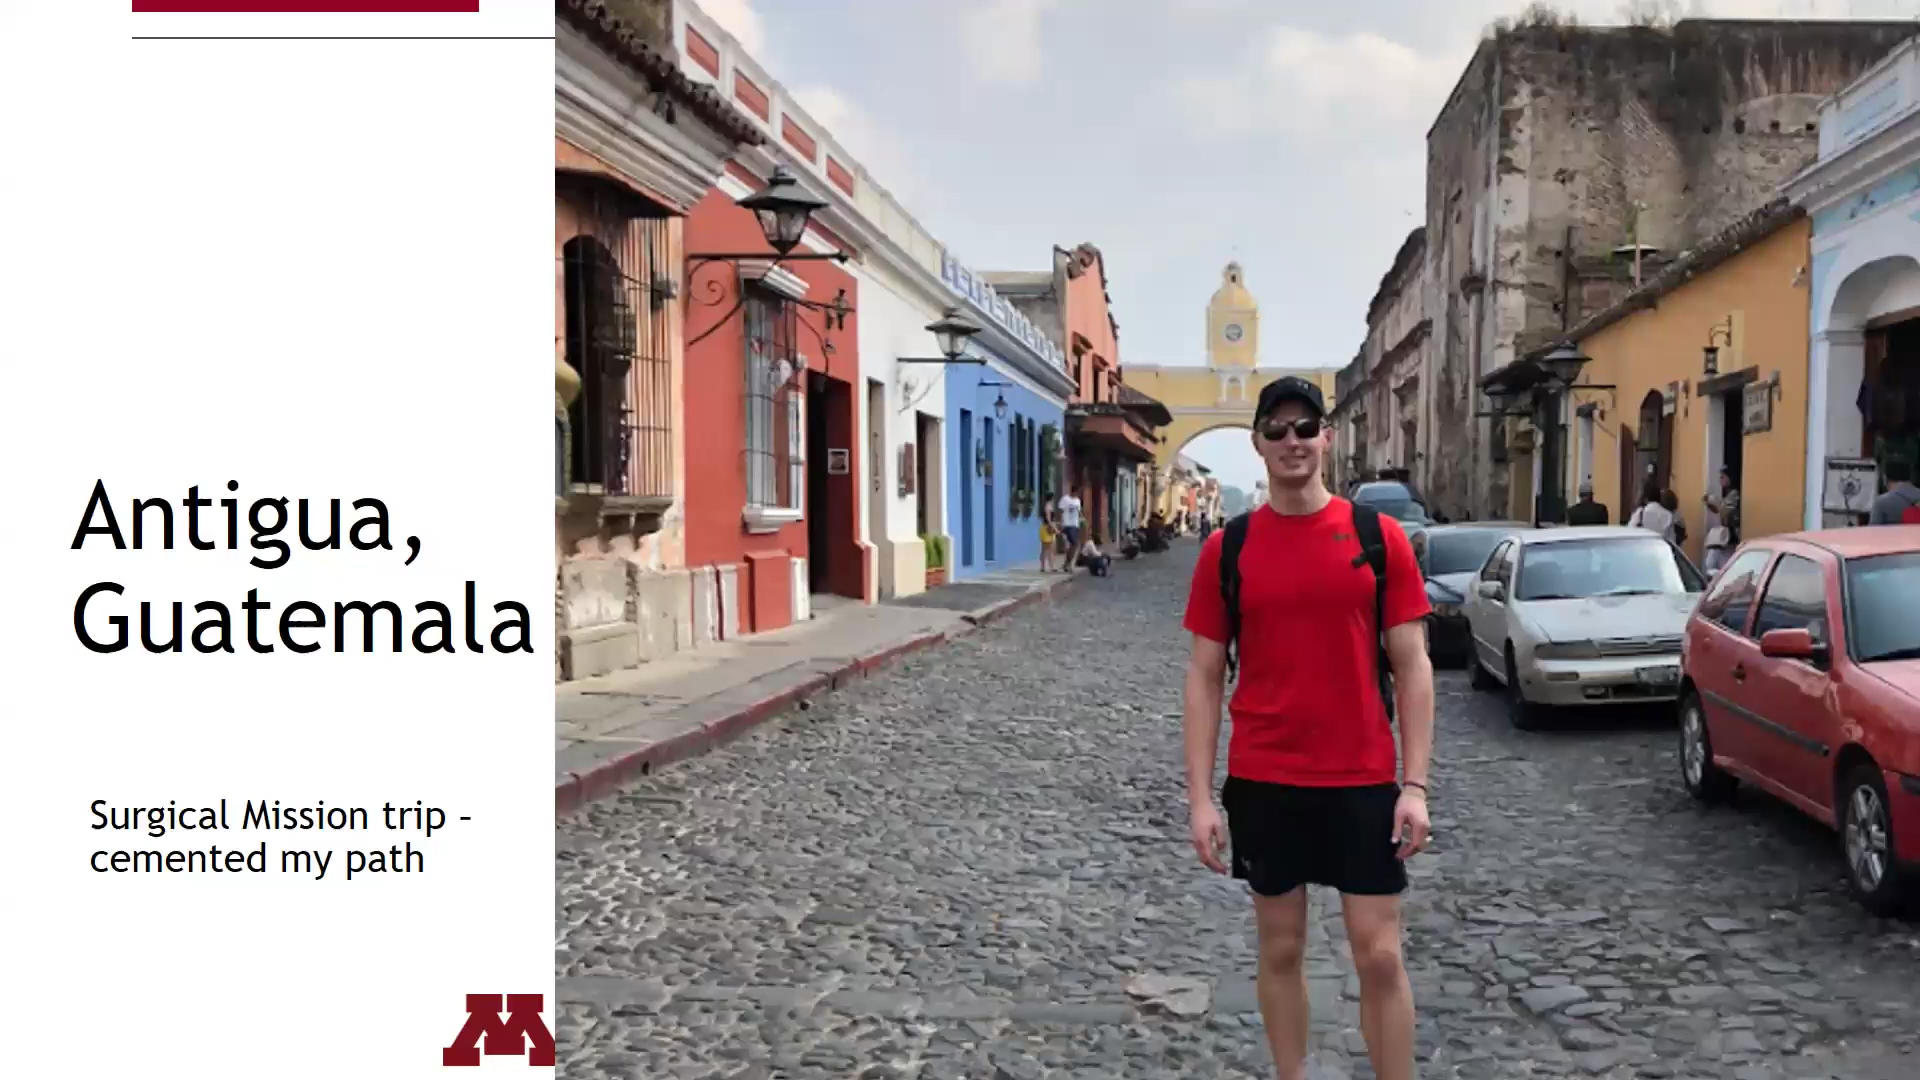 Antigua,
Guatemala
Surgical Mission trip –
cemented my path
M